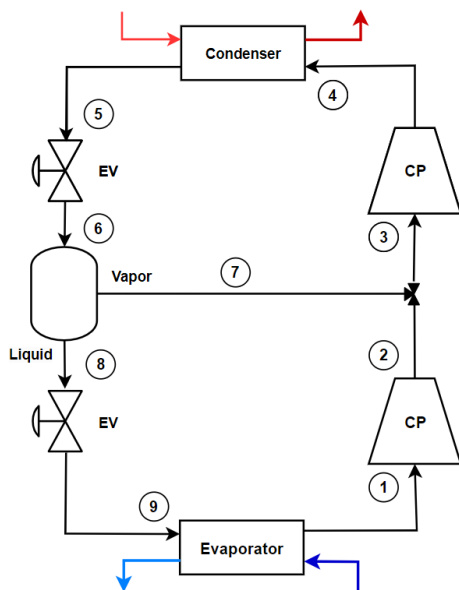 Condenser
4
5
EV
CP
6
3
Vapor
7
Liquid
8
2
EV
CP
1
9
Evaporator